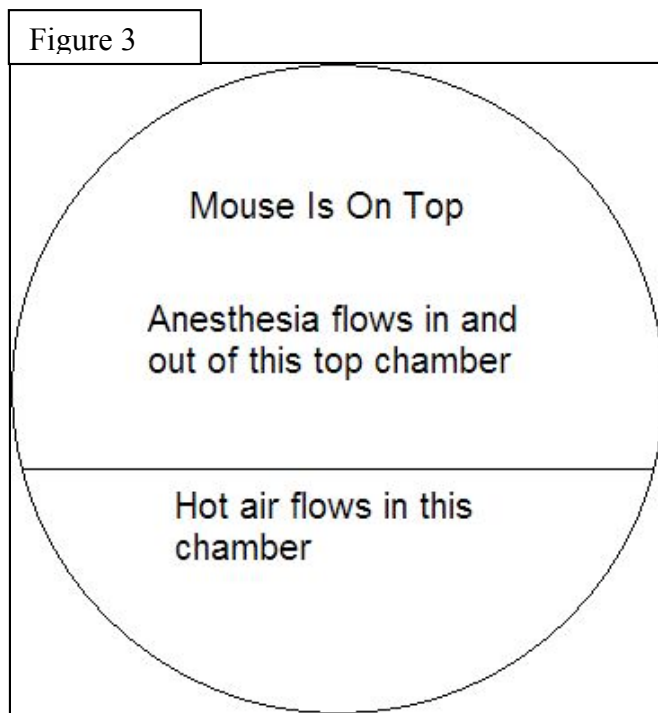 Figure 3
Mouse Is On Top
Anesthesia flows in and
out of this top chamber
Hot air flows in this
chamber